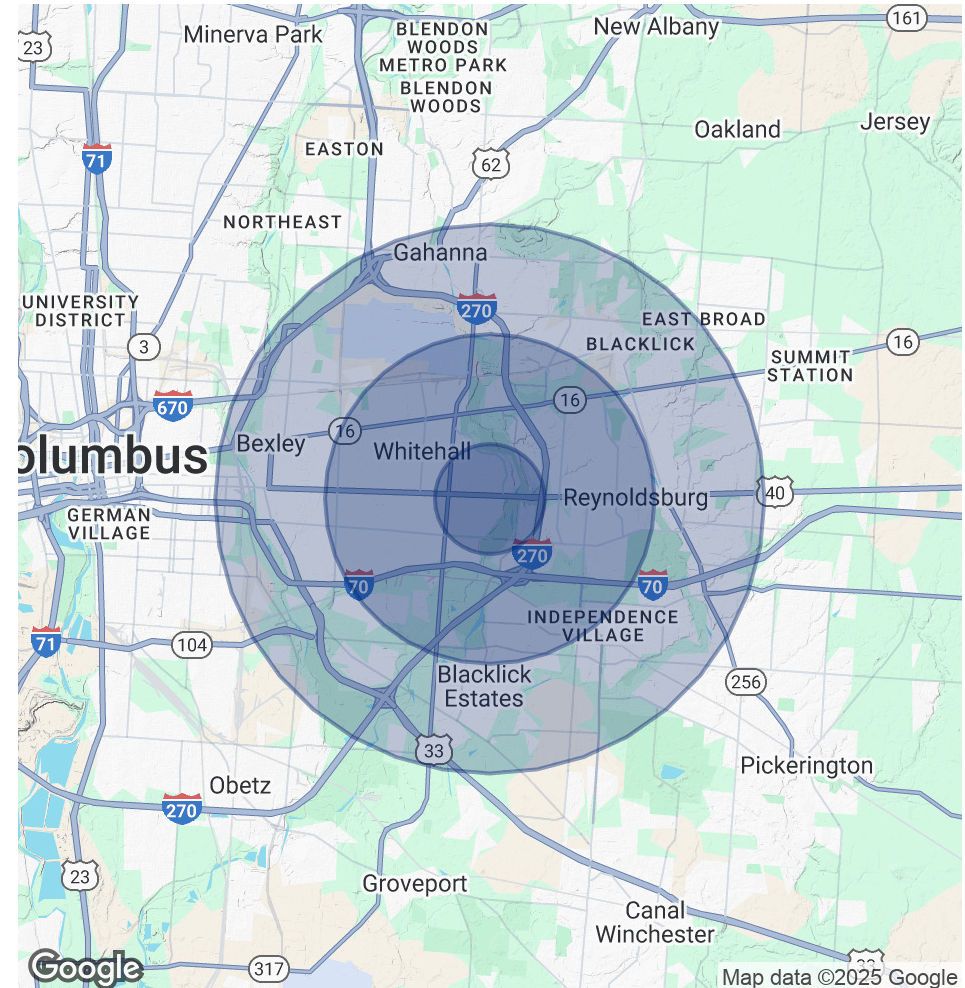 161
23
Minerva Park
BLENDON
WOODS
METRO PARK
New Albany
BLENDON
WOODS
Oakland
Jersey
EASTON
71
62
NORTHEAST
Gahanna
UNIVERSITY
DISTRICT
270
EAST BROAD
3
BLACKLICK
16
SUMMIT
STATION
670
16
16
Bexley
Whitehall
olumbus
Reynoldsburg
40
GERMAN
VILLAGE
270
70
70
INDEPENDENCE
VILLAGE
71
104
Blacklick
Estates
256
33
Pickerington
Obetz
270
23
Groveport
Canal
Winchester
33
317
Google
Map data ©2025 Google